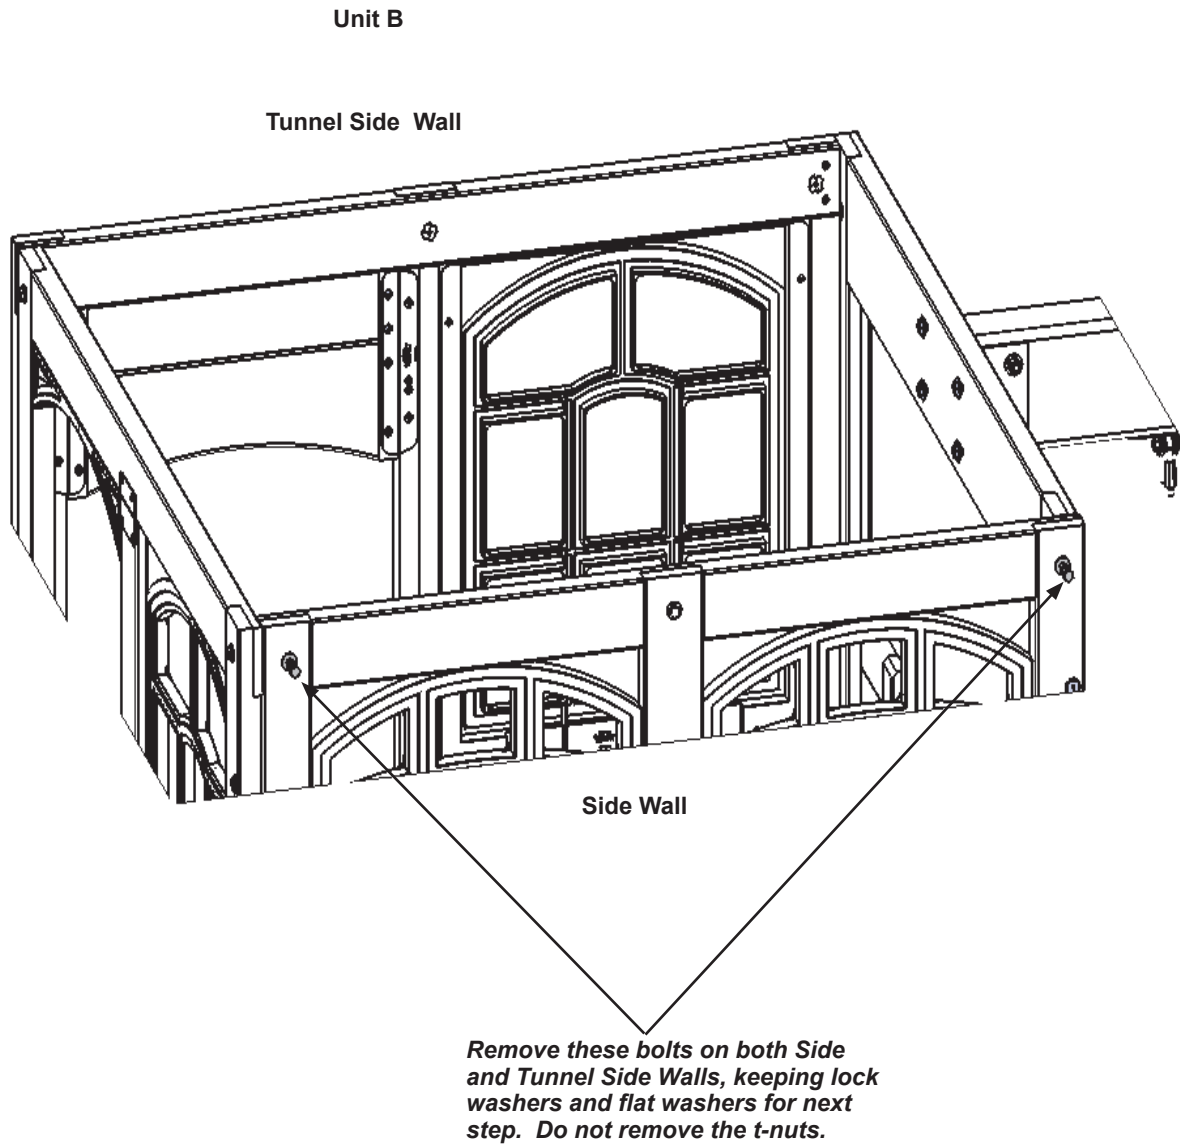 Unit B
Tunnel Side Wall
Side Wall
Remove these bolts on both Side
and Tunnel Side Walls, keeping lock
washers and flat washers for next
step. Do not remove the t-nuts.